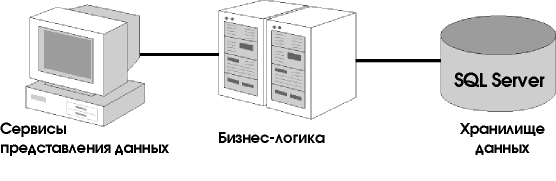 SQL Server
Сервисы
представления данных
Бизнес-логика
Хранилище
данных